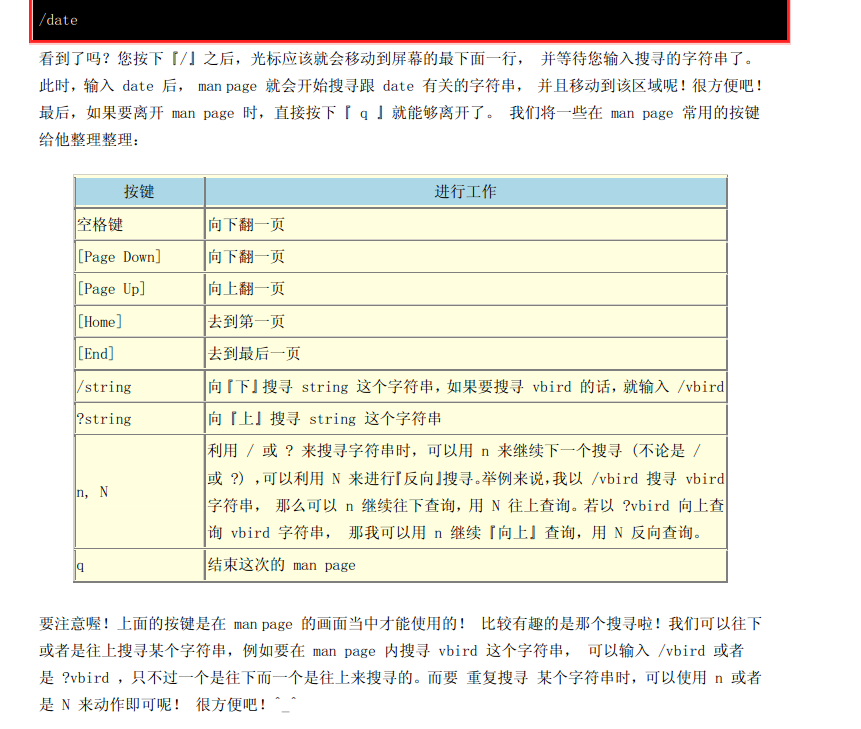 /date
看到了吗？您按下『/』之后，光标应该就会移动到屏幕的最下面一行， 并等待您输入搜寻的字符串了。
此时，输入 date 后， man page 就会开始搜寻跟 date 有关的字符串， 并且移动到该区域呢！很方便吧！
最后，如果要离开 man page 时，直接按下『 q 』就能够离开了。 我们将一些在 man page 常用的按键
给他整理整理：
按键 进行工作
空格键 向下翻一页
[Page Down] 向下翻一页
[Page Up] 向上翻一页
[Home] 去到第一页
[End] 去到最后一页
/string 向『下』搜寻 string 这个字符串，如果要搜寻 vbird 的话，就输入 /vbird
?string 向『上』搜寻 string 这个字符串
利用 / 或 ? 来搜寻字符串时，可以用 n 来继续下一个搜寻 (不论是 /
或 ?) ，可以利用 N 来进行『反向』搜寻。举例来说，我以 /vbird 搜寻 vbird
n, N
字符串， 那么可以 n 继续往下查询，用 N 往上查询。若以 ?vbird 向上查
询 vbird 字符串， 那我可以用 n 继续『向上』查询，用 N 反向查询。
q 结束这次的 man page
要注意喔！上面的按键是在 man page 的画面当中才能使用的！ 比较有趣的是那个搜寻啦！我们可以往下
或者是往上搜寻某个字符串，例如要在 man page 内搜寻 vbird 这个字符串， 可以输入 /vbird 或者
是 ?vbird ，只不过一个是往下而一个是往上来搜寻的。而要 重复搜寻 某个字符串时，可以使用 n 或者
是 N 来动作即可呢！ 很方便吧！^_^